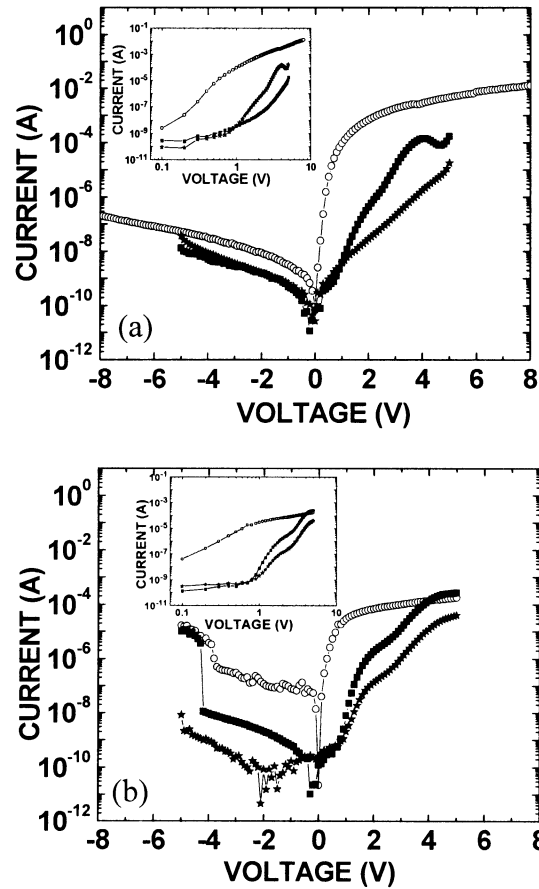 10^0
10^-2
10^-4
10^-6
10^-8
10^-10
10^-12
CURRENT (A)
-8 -6 -4 -2 0 2 4 6 8
VOLTAGE (V)
(a)
10^-1
10^-3
10^-5
10^-7
10^-9
10^-11
CURRENT (A)
0.1 1 10
VOLTAGE (V)
10^0
10^-2
10^-4
10^-6
10^-8
10^-10
10^-12
CURRENT (A)
-8 -6 -4 -2 0 2 4 6 8
VOLTAGE (V)
(b)
10^-1
10^-3
10^-5
10^-7
10^-9
10^-11
CURRENT (A)
0.1 1 10
VOLTAGE (V)